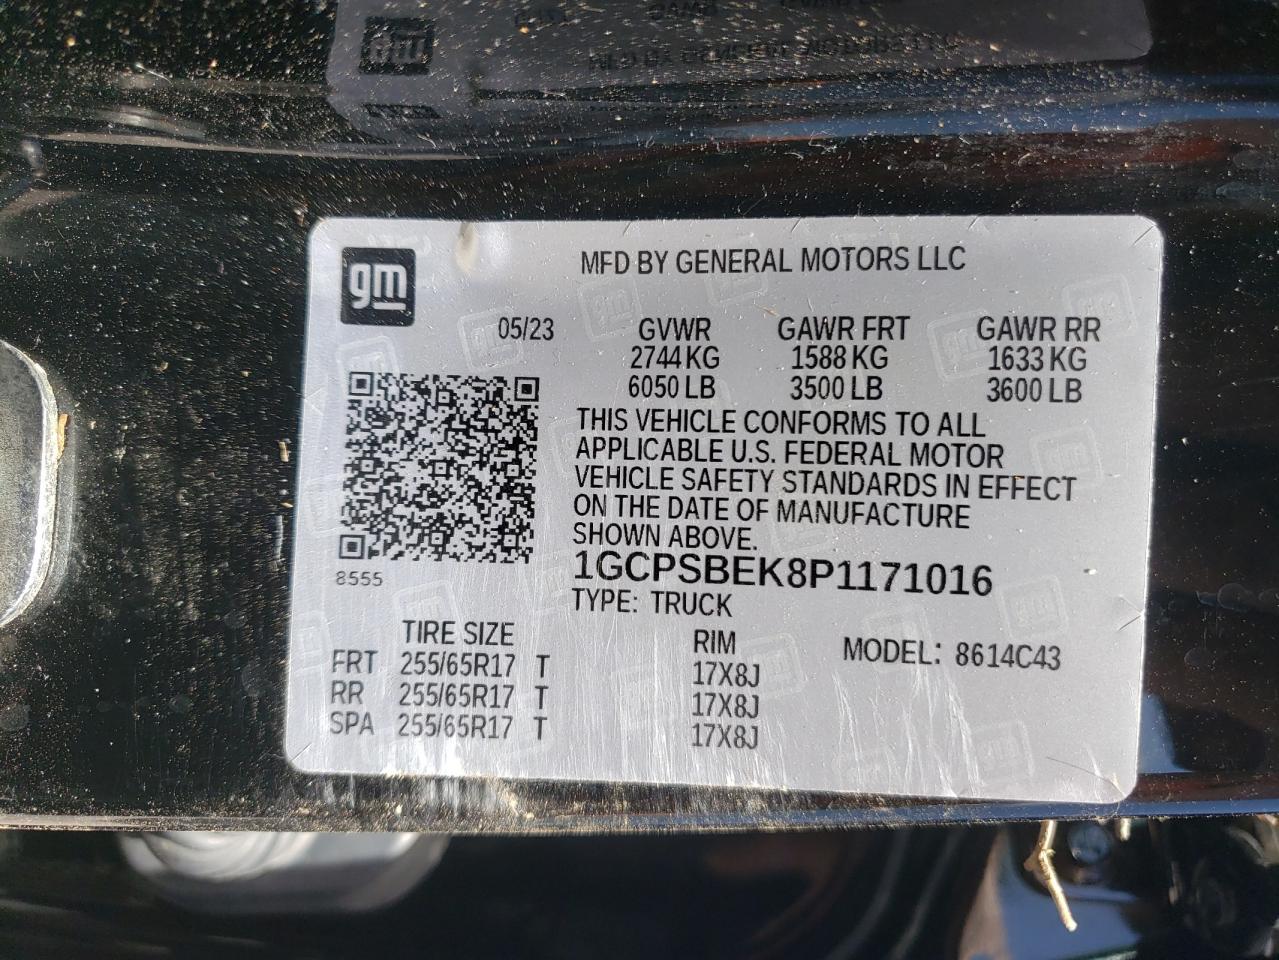 gm
MFD BY GENERAL MOTORS LLC
05/23 GVWR GAWR FRT GAWR RR
2744 KG 1588 KG 1633 KG
6050 LB 3500 LB 3600 LB
THIS VEHICLE CONFORMS TO ALL
APPLICABLE U.S. FEDERAL MOTOR
VEHICLE SAFETY STANDARDS IN EFFECT
ON THE DATE OF MANUFACTURE
SHOWN ABOVE.
8555
1GCPSBEK8P1171016
TYPE: TRUCK
TIRE SIZE RIM MODEL: 8614C43
FRT 255/65R17 T 17X8J
RR 255/65R17 T 17X8J
SPA 255/65R17 T 17X8J